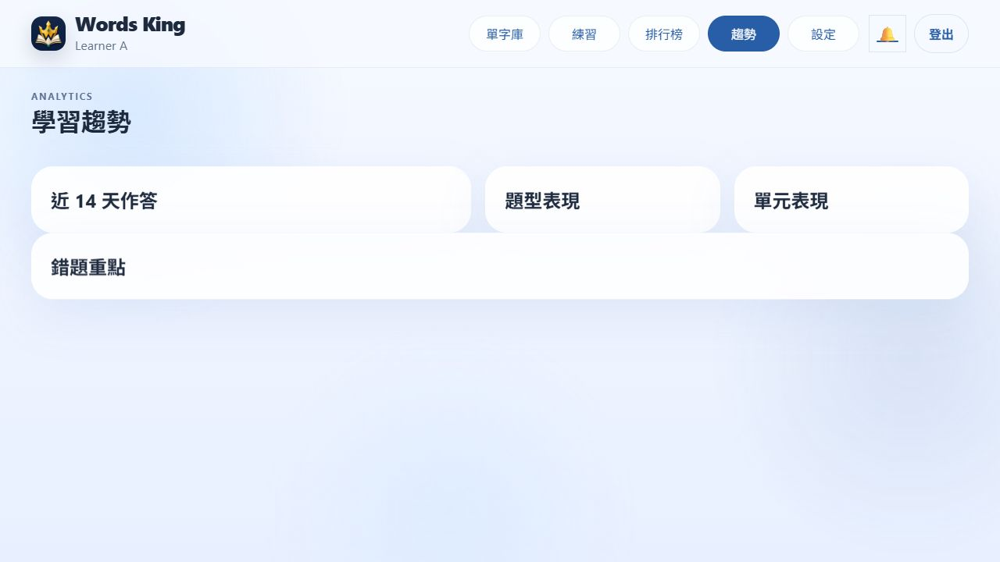 Words King
Learner A
單字庫
練習
排行榜
趨勢
設定
登出
ANALYTICS
學習趨勢
近 14 天作答
題型表現
單元表現
錯題重點